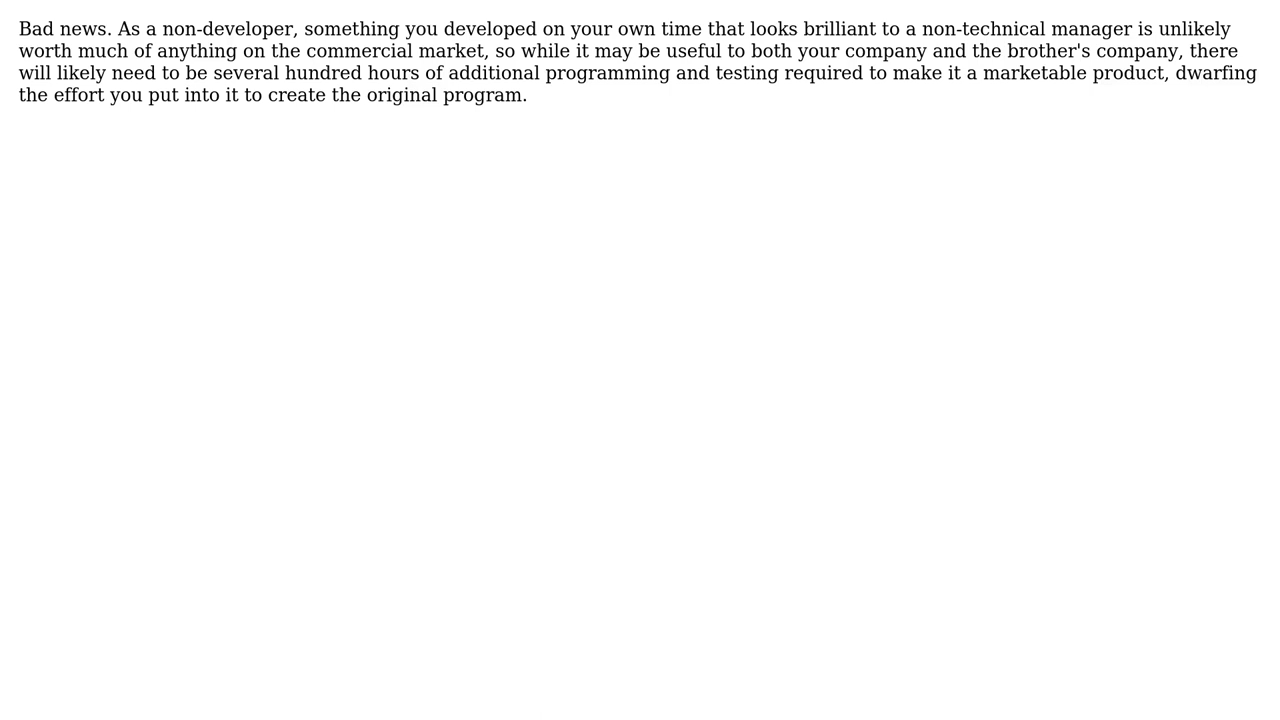 Bad news. As a non-developer, something you developed on your own time that looks brilliant to a non-technical manager is unlikely
worth much of anything on the commercial market, so while it may be useful to both your company and the brother's company, there
will likely need to be several hundred hours of additional programming and testing required to make it a marketable product, dwarfing
the effort you put into it to create the original program.